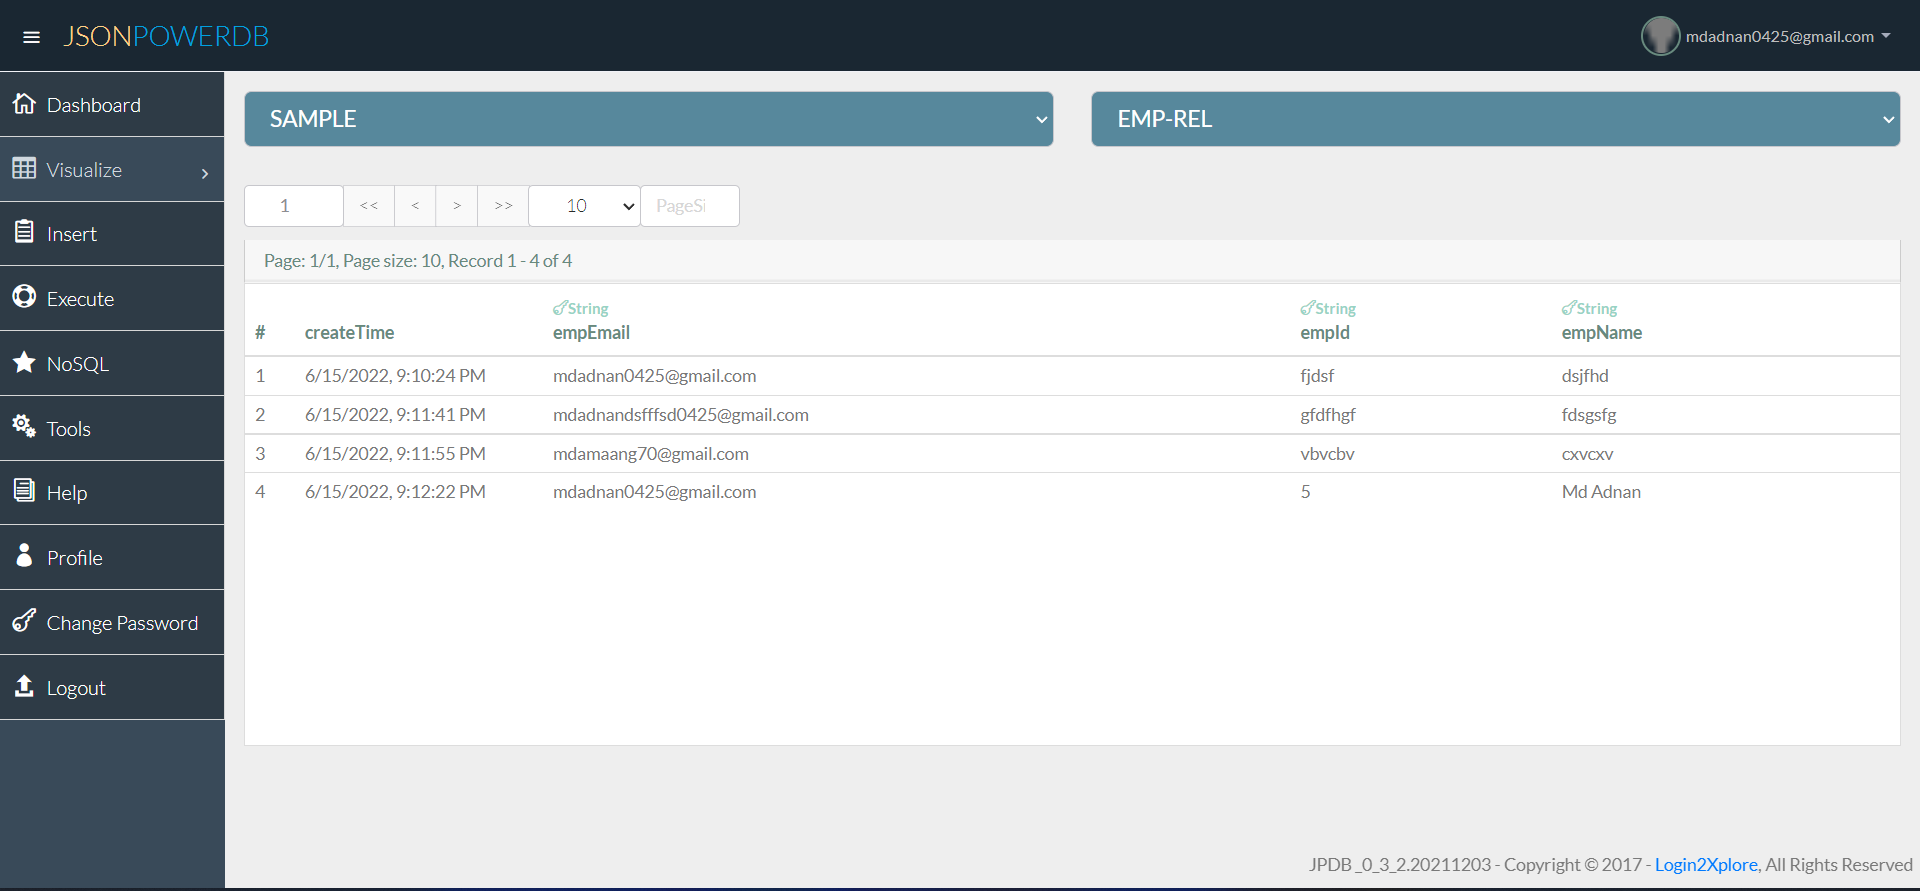 JSONPOWERDB
mdadnan0425@gmail.com
Dashboard
Visualize
Insert
Execute
NoSQL
Tools
Help
Profile
Change Password
Logout
SAMPLE
EMP-REL
1 << < > >> 10 PageSi
Page: 1/1, Page size: 10, Record 1 - 4 of 4
String String String
# createTime empEmail empId empName
1 6/15/2022, 9:10:24 PM mdadnan0425@gmail.com fjdsf dsjfhd
2 6/15/2022, 9:11:41 PM mdadnandsfffsd0425@gmail.com gfdfhgf fdsgsfg
3 6/15/2022, 9:11:55 PM mdamaang70@gmail.com vbvcbv cxvcxv
4 6/15/2022, 9:12:22 PM mdadnan0425@gmail.com 5 Md Adnan
JPDB_0_3_2.20211203 - Copyright © 2017 - Login2Xplore, All Rights Reserved